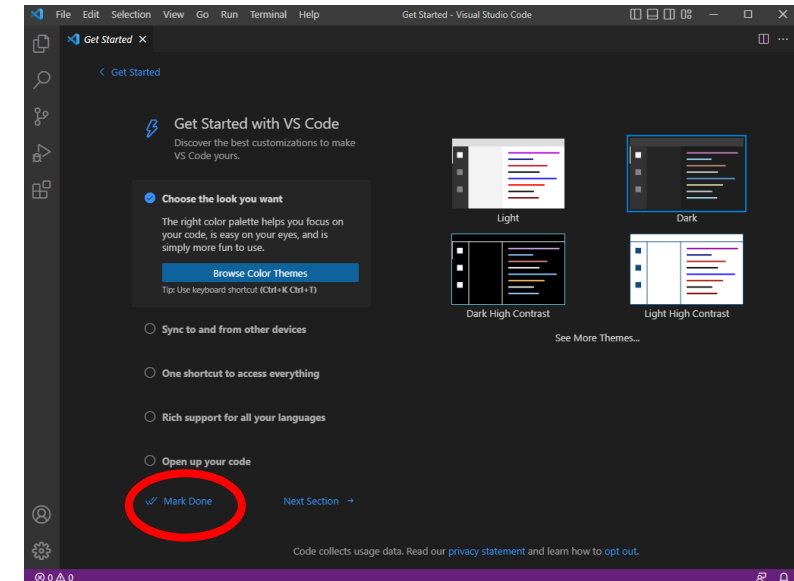 File Edit Selection View Go Run Terminal Help Get Started - Visual Studio Code
Get Started
Get Started
Get Started with VS Code
Discover the best customizations to make
VS Code yours.
Choose the look you want
The right color palette helps you focus on
your code, is easy on your eyes, and is
simply more fun to use.
Browse Color Themes
Tip: Use keyboard shortcut (Ctrl+K Ctrl+T)
Sync to and from other devices
One shortcut to access everything
Rich support for all your languages
Open up your code
Mark Done Next Section →
Light Dark
Dark High Contrast Light High Contrast
See More Themes...
Code collects usage data. Read our privacy statement and learn how to opt out.
0 0